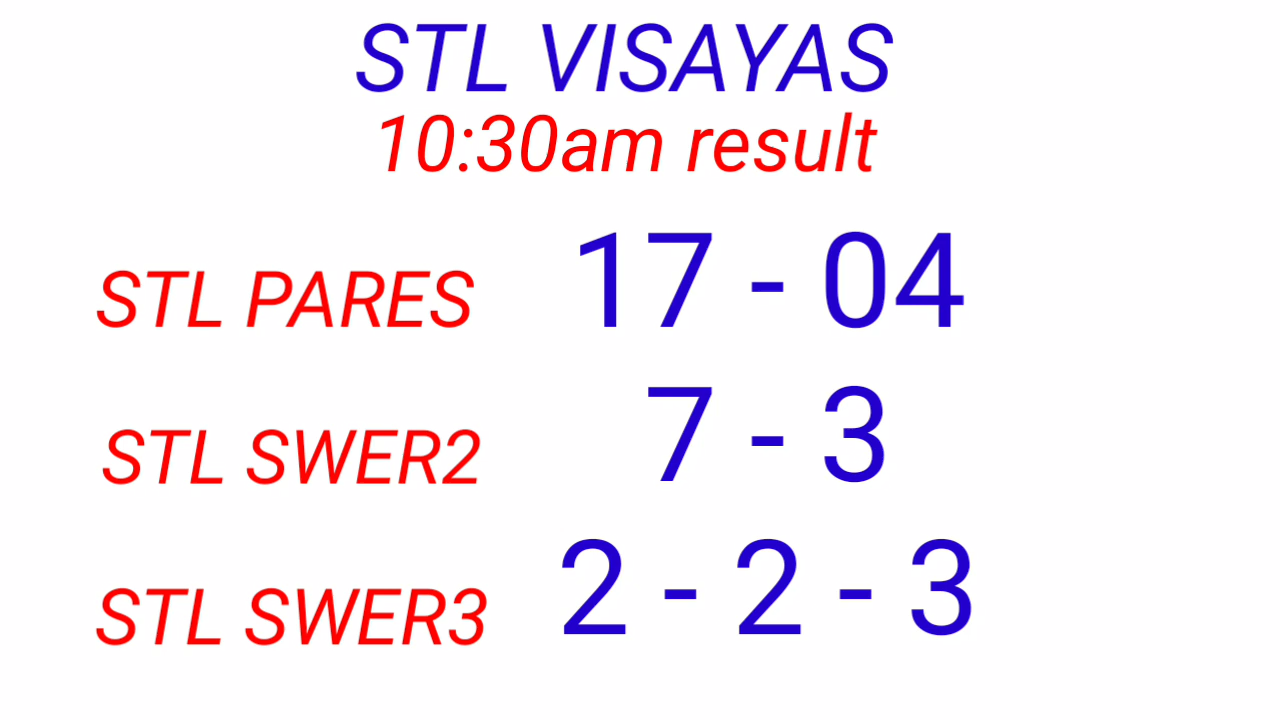 STL VISAYAS
10:30am result
STL PARES 17 - 04
STL SWER2 7 - 3
STL SWER3 2 - 2 - 3